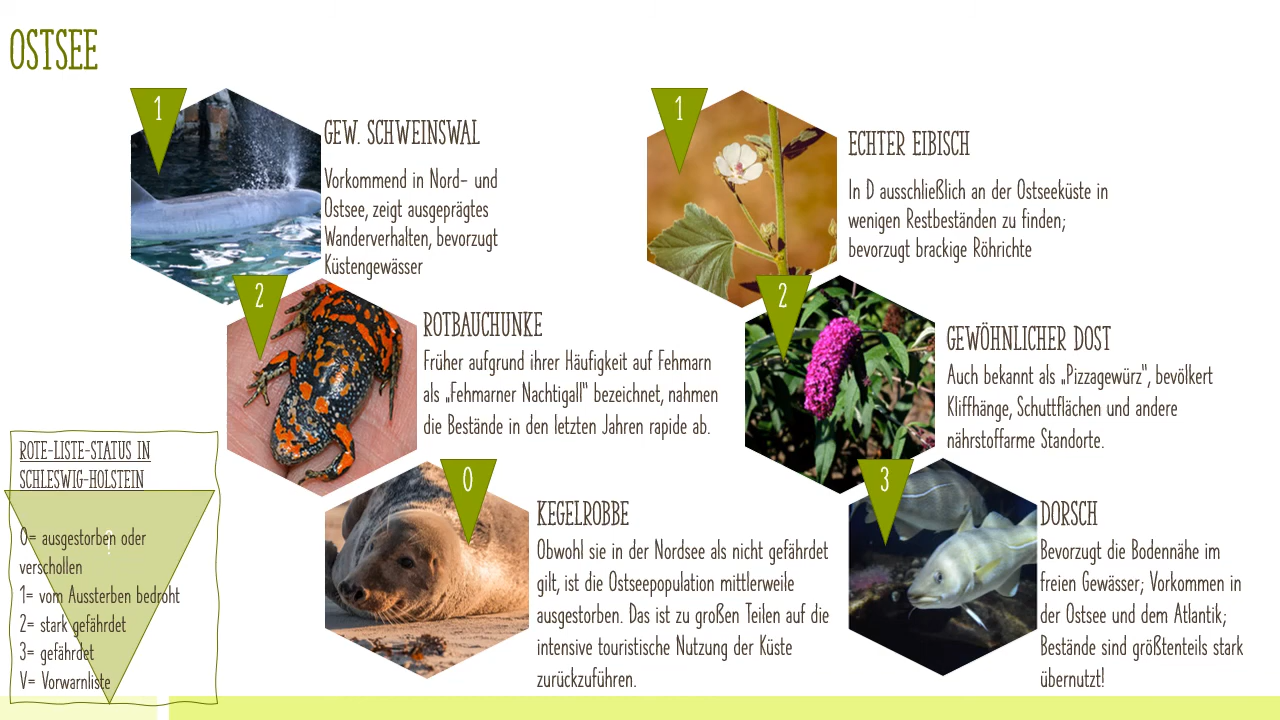 OSTSEE
1
GEW. SCHWEINSWAL
Vorkommend in Nord- und
Ostsee, zeigt ausgeprägtes
Wanderverhalten, bevorzugt
Küstengewässer
2
ROTBAUCHUNKE
Früher aufgrund ihrer Häufigkeit auf Fehmarn
als „Fehmarner Nachtigall“ bezeichnet, nahmen
die Bestände in den letzten Jahren rapide ab.
0
KEGELROBBE
Obwohl sie in der Nordsee als nicht gefährdet
gilt, ist die Ostseepopulation mittlerweile
ausgestorben. Das ist zu großen Teilen auf die
intensive touristische Nutzung der Küste
zurückzuführen.
1
ECHTER EIBISCH
In D ausschließlich an der Ostseeküste in
wenigen Restbeständen zu finden;
bevorzugt brackige Röhrichte
2
GEWÖHNLICHER DOST
Auch bekannt als „Pizzagewürz“, bevölkert
Kliffhänge, Schuttflächen und andere
nährstoffarme Standorte.
3
DORSCH
Bevorzugt die Bodennähe im
freien Gewässer; Vorkommen in
der Ostsee und dem Atlantik;
Bestände sind größtenteils stark
übernutzt!
ROTE-LISTE-STATUS IN
SCHLESWIG-HOLSTEIN
?
0= ausgestorben oder
verschollen
1= vom Aussterben bedroht
2= stark gefährdet
3= gefährdet
V= Vorwarnliste